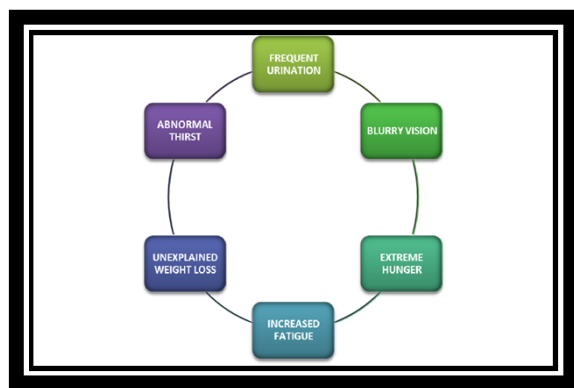 FREQUENT
URINATION
BLURRY VISION
EXTREME
HUNGER
INCREASED
FATIGUE
UNEXPLAINED
WEIGHT LOSS
ABNORMAL
THIRST